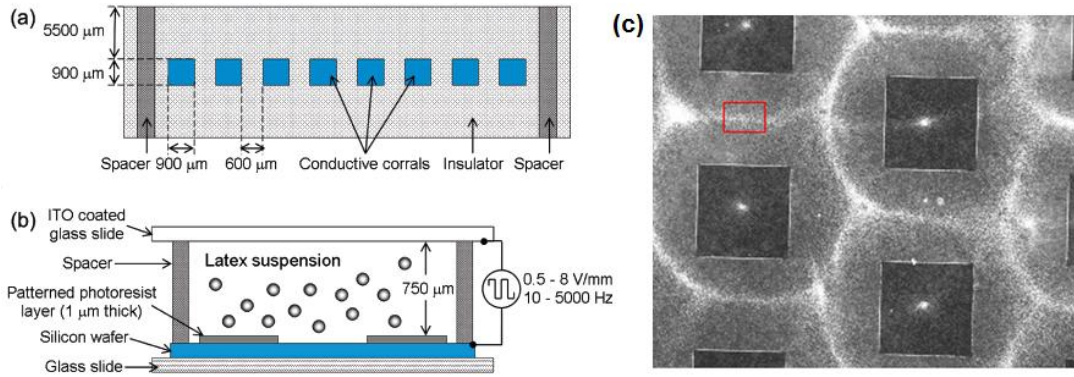 (a)
5500 μm
900 μm
Spacer 900 μm 600 μm Conductive corrals Insulator Spacer
(b)
ITO coated
glass slide
Spacer
Patterned photoresist
layer (1 μm thick)
Silicon wafer
Glass slide
Latex suspension
750 μm
0.5 - 8 V/mm
10 - 5000 Hz
(c)